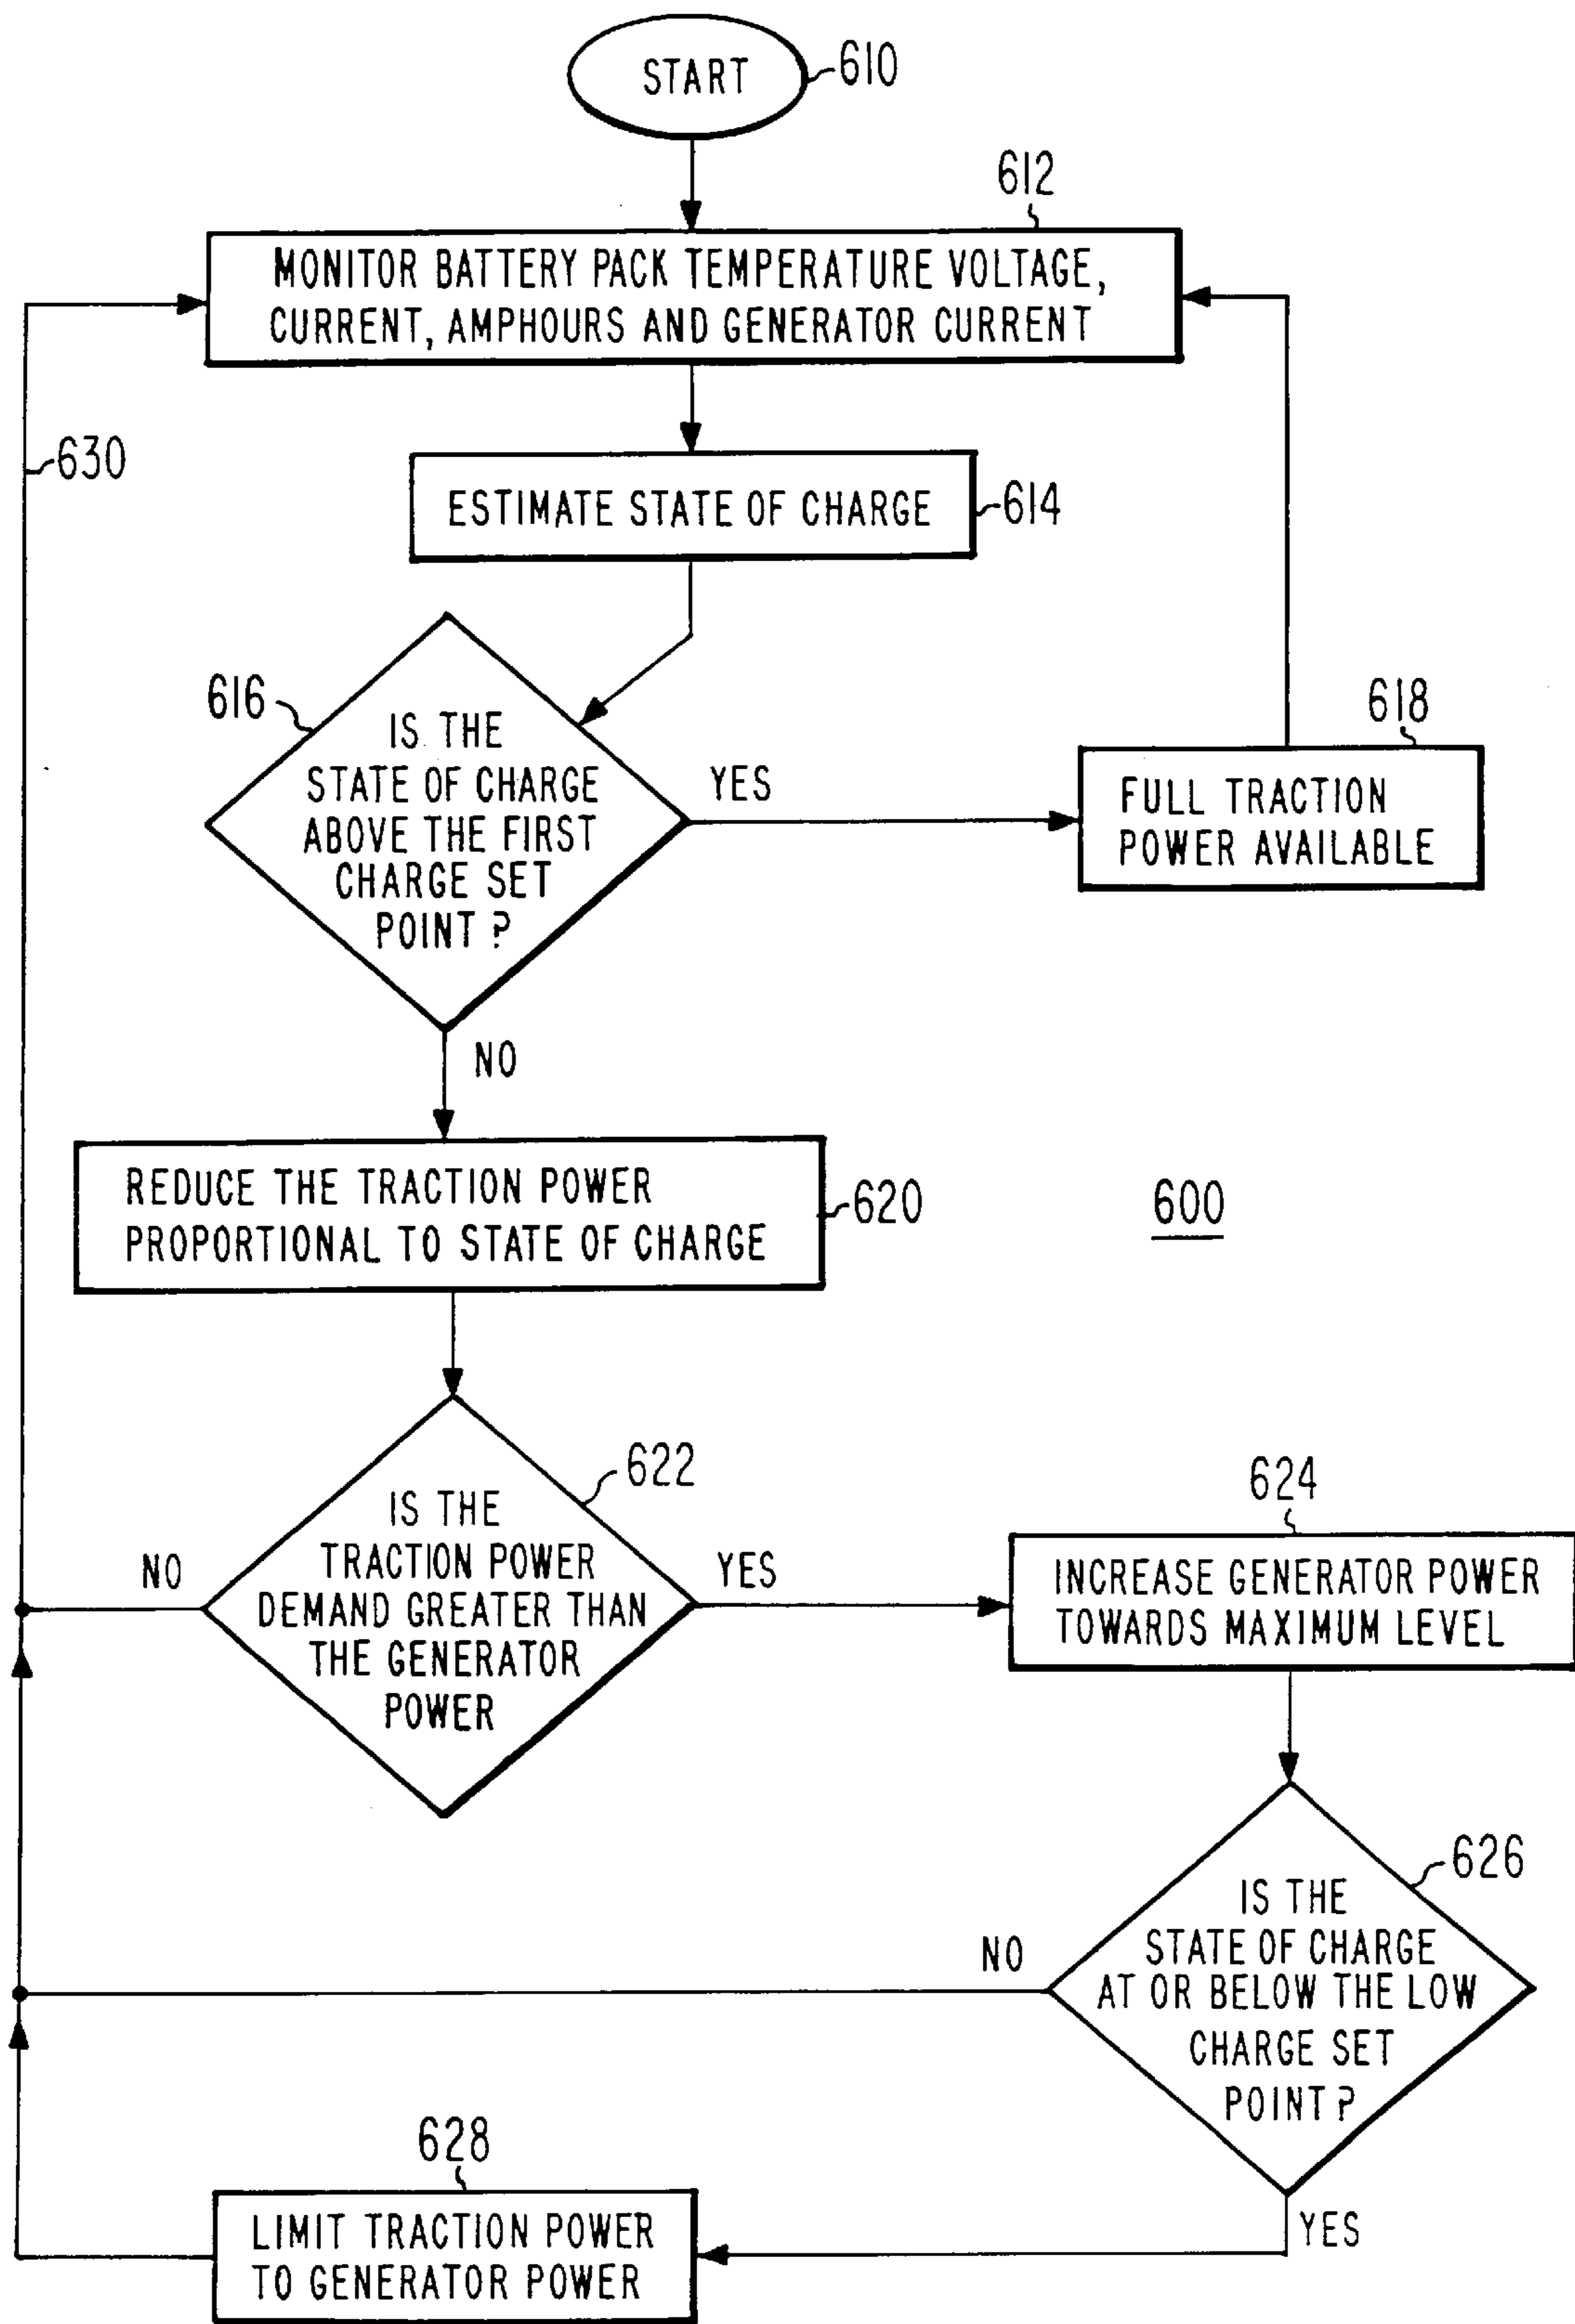 START
610
612
MONITOR BATTERY PACK TEMPERATURE VOLTAGE,
CURRENT, AMPHOURS AND GENERATOR CURRENT
630
ESTIMATE STATE OF CHARGE
614
616
IS THE
STATE OF CHARGE
ABOVE THE FIRST
CHARGE SET
POINT ?
YES
618
FULL TRACTION
POWER AVAILABLE
NO
REDUCE THE TRACTION POWER
PROPORTIONAL TO STATE OF CHARGE
620
600
622
IS THE
TRACTION POWER
DEMAND GREATER THAN
THE GENERATOR
POWER
NO
YES
624
INCREASE GENERATOR POWER
TOWARDS MAXIMUM LEVEL
626
IS THE
STATE OF CHARGE
AT OR BELOW THE LOW
CHARGE SET
POINT ?
NO
YES
628
LIMIT TRACTION POWER
TO GENERATOR POWER